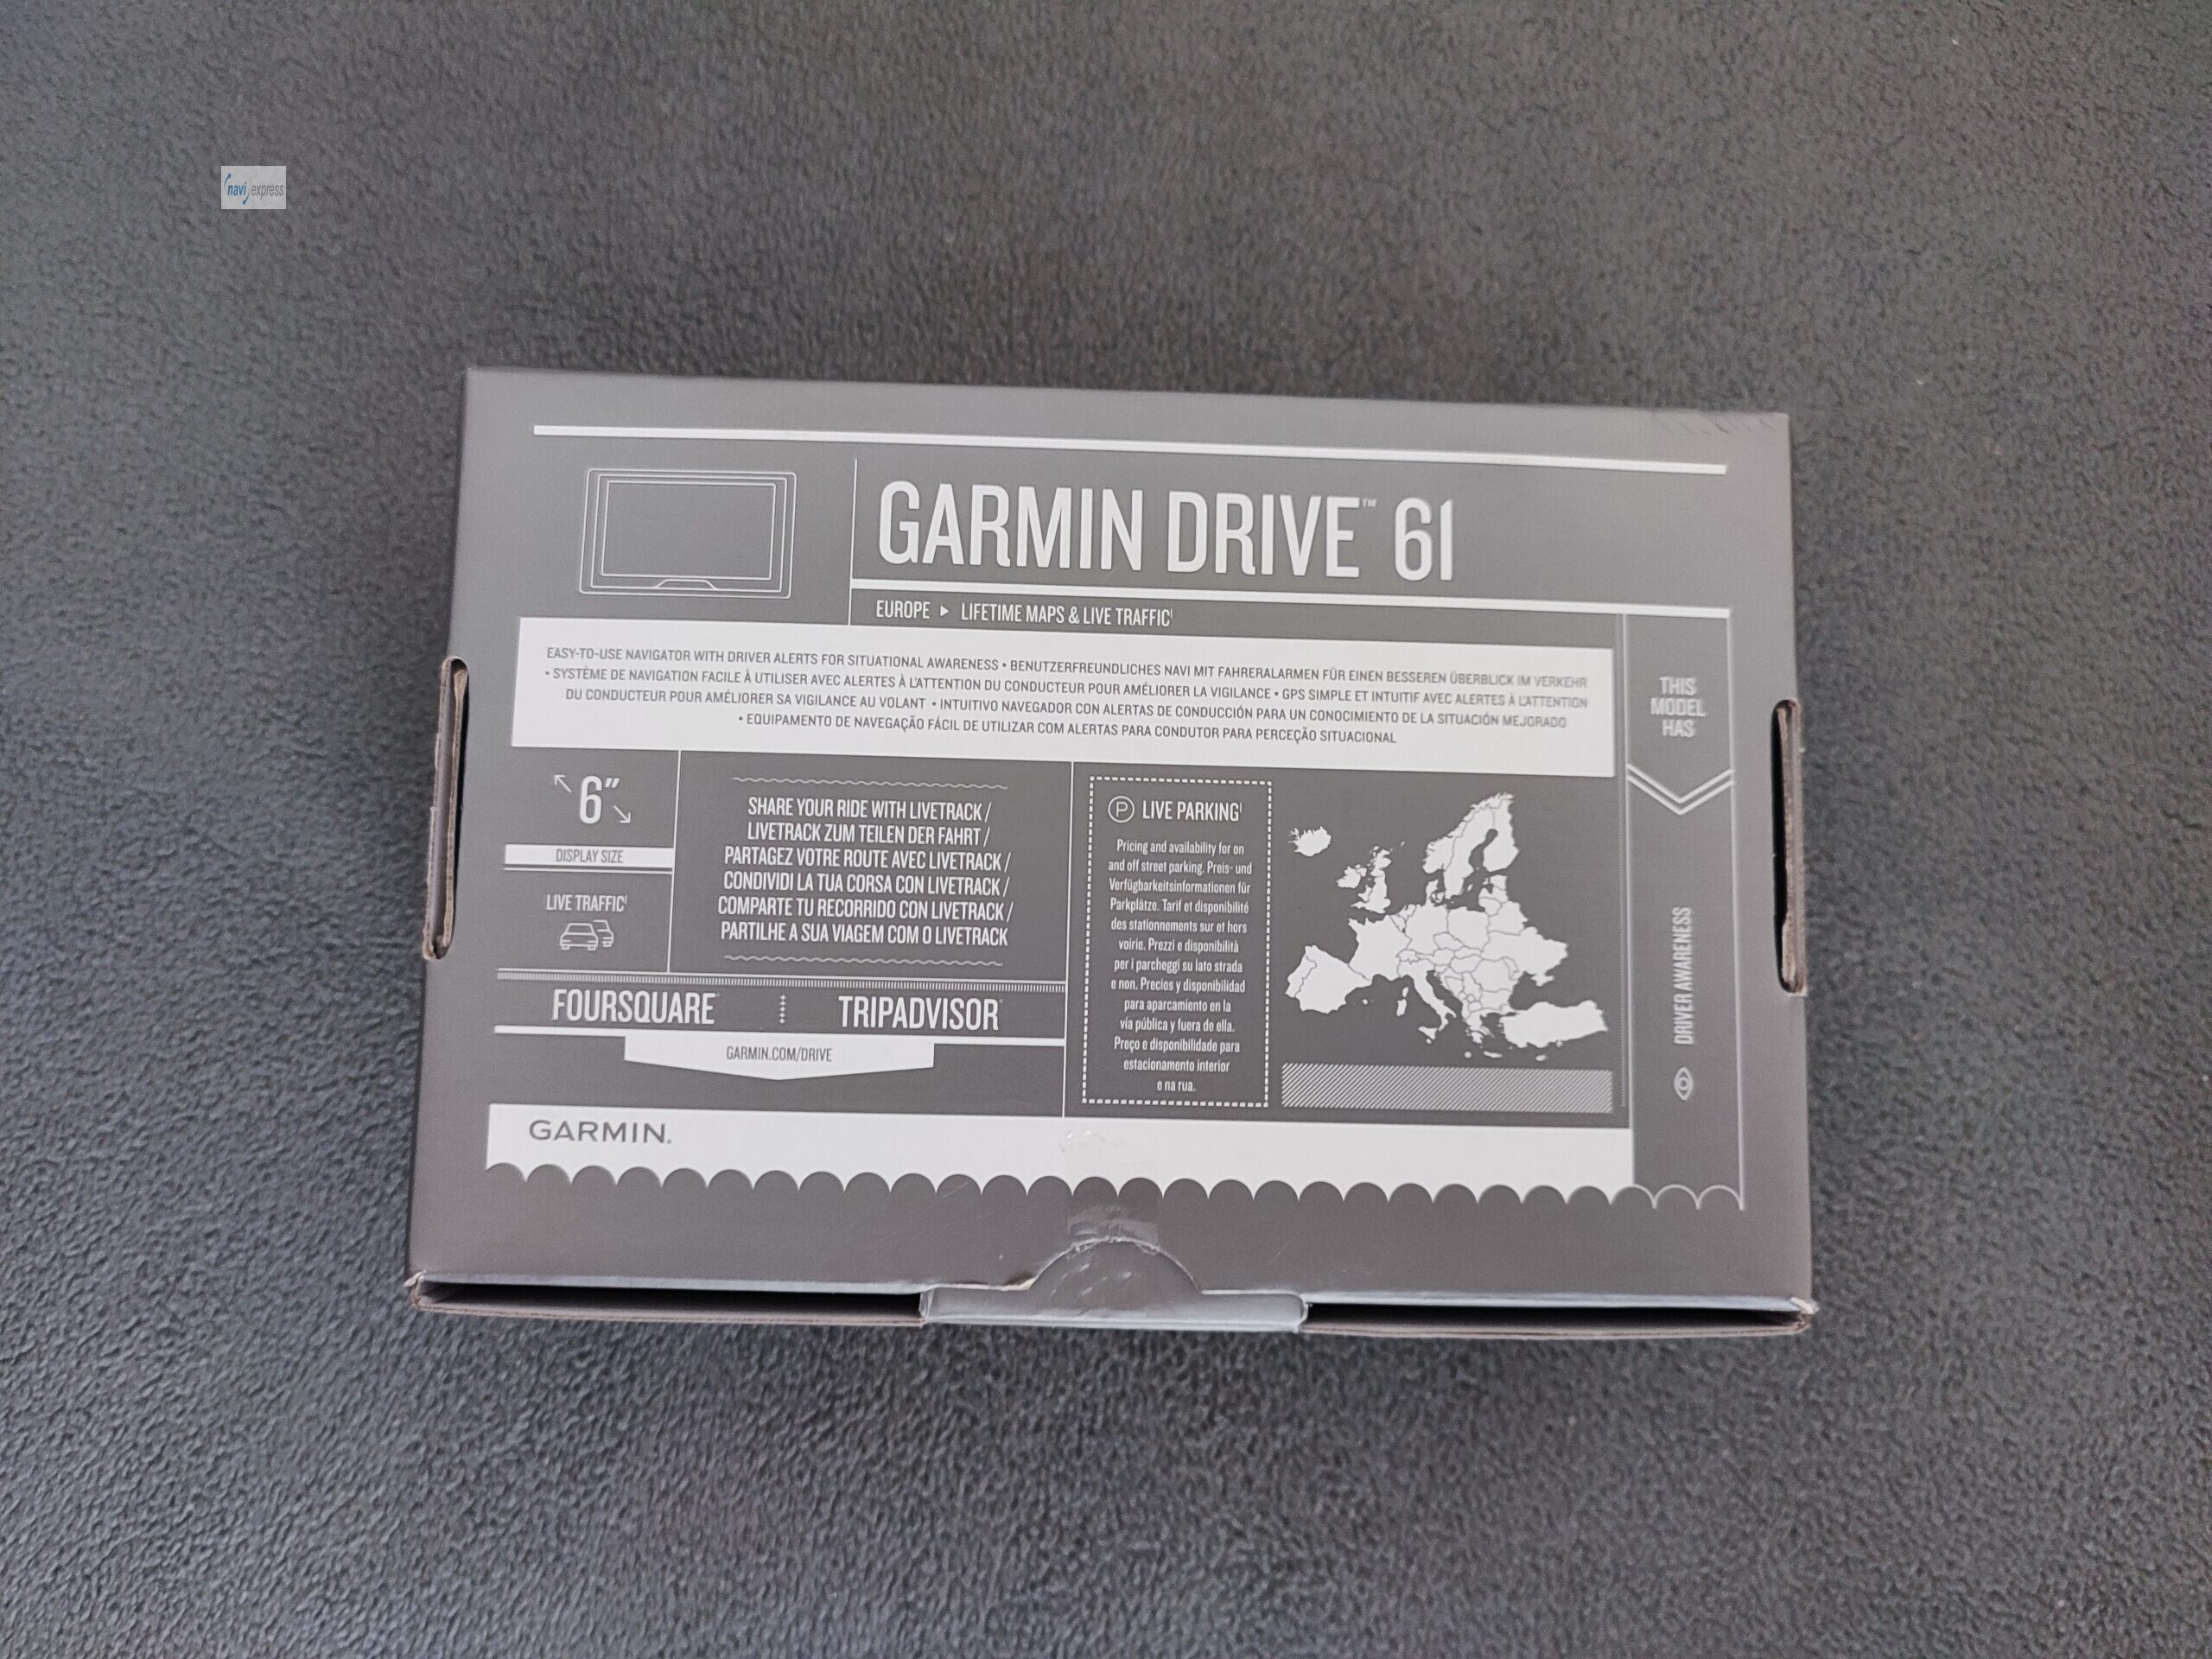 navi express
GARMIN DRIVE™ 61
EUROPE ▶ LIFETIME MAPS & LIVE TRAFFIC¹
EASY-TO-USE NAVIGATOR WITH DRIVER ALERTS FOR SITUATIONAL AWARENESS • BENUTZERFREUNDLICHES NAVI MIT FAHRERALARMEN FÜR EINEN BESSEREN ÜBERBLICK IM VERKEHR
• SYSTÈME DE NAVIGATION FACILE À UTILISER AVEC ALERTES À L'ATTENTION DU CONDUCTEUR POUR AMÉLIORER LA VIGILANCE • GPS SIMPLE ET INTUITIF AVEC ALERTES À L'ATTENTION
DU CONDUCTEUR POUR AMÉLIORER SA VIGILANCE AU VOLANT • INTUITIVO NAVEGADOR CON ALERTAS DE CONDUCCIÓN PARA UN CONOCIMIENTO DE LA SITUACIÓN MEJORADO
• EQUIPAMENTO DE NAVEGAÇÃO FÁCIL DE UTILIZAR COM ALERTAS PARA CONDUTOR PARA PERCEÇÃO SITUACIONAL
THIS
MODEL
HAS
DRIVER AWARENESS
6"
DISPLAY SIZE
LIVE TRAFFIC¹
SHARE YOUR RIDE WITH LIVETRACK /
LIVETRACK ZUM TEILEN DER FAHRT /
PARTAGEZ VOTRE ROUTE AVEC LIVETRACK /
CONDIVIDI LA TUA CORSA CON LIVETRACK /
COMPARTE TU RECORRIDO CON LIVETRACK /
PARTILHE A SUA VIAGEM COM O LIVETRACK
FOURSQUARE TRIPADVISOR
GARMIN.COM/DRIVE
P LIVE PARKING¹
Pricing and availability for on
and off street parking. Preis- und
Verfügbarkeitsinformationen für
Parkplätze. Tarif et disponibilité
des stationnements sur et hors
voirie. Prezzi e disponibilità
per i parcheggi su lato strada
e non. Precios y disponibilidad
para aparcamiento en la
vía pública y fuera de ella.
Preço e disponibilidade para
estacionamento interior
e na rua.
GARMIN.